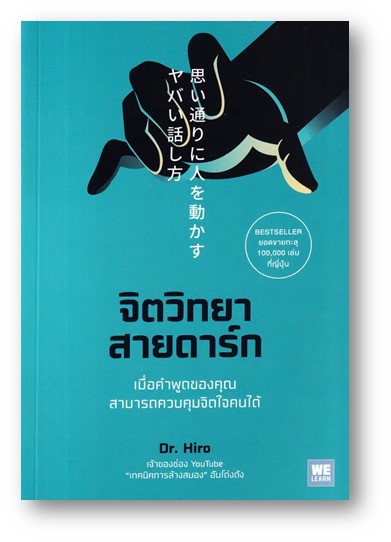 思い通りに人を動かす
ヤバい話し方
BESTSELLER
ยอดขายทะลุ
100,000 เล่ม
ที่ญี่ปุ่น
จิตวิทยา
สายดาร์ก
เมื่อคำพูดของคุณ
สามารถควบคุมจิตใจคนได้
Dr. Hiro
เจ้าของช่อง YouTube
“เทคนิคการล้างสมอง” อันโด่งดัง
WE
LEARN